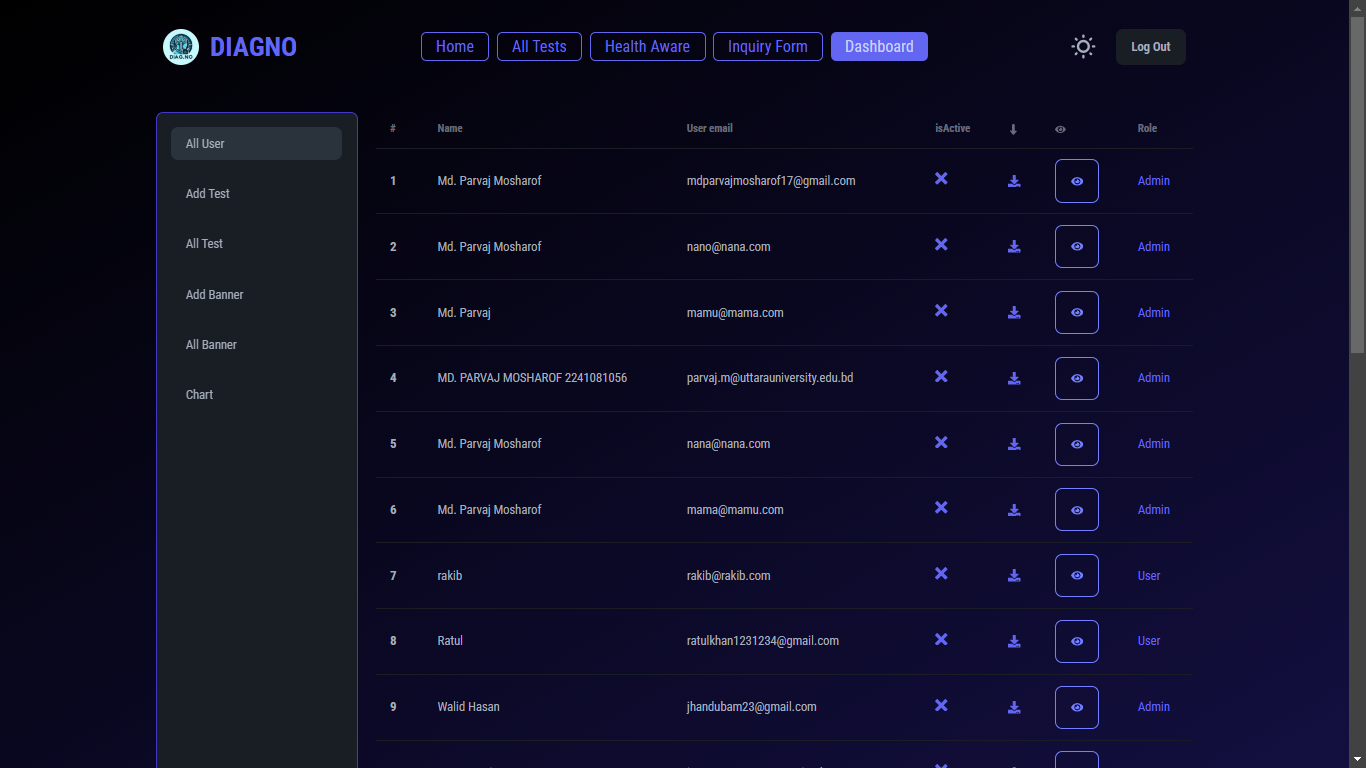 DIAGNO Home All Tests Health Aware Inquiry Form Dashboard Log Out
All User
Add Test
All Test
Add Banner
All Banner
Chart
# Name User email isActive Role
1 Md. Parvaj Mosharof mdparvajmosharof17@gmail.com Admin
2 Md. Parvaj Mosharof nano@nana.com Admin
3 Md. Parvaj mamu@mama.com Admin
4 MD. PARVAJ MOSHAROF 2241081056 parvaj.m@uttarauniversity.edu.bd Admin
5 Md. Parvaj Mosharof nana@nana.com Admin
6 Md. Parvaj Mosharof mama@mamu.com Admin
7 rakib rakib@rakib.com User
8 Ratul ratulkhan1231234@gmail.com User
9 Walid Hasan jhandubam23@gmail.com Admin